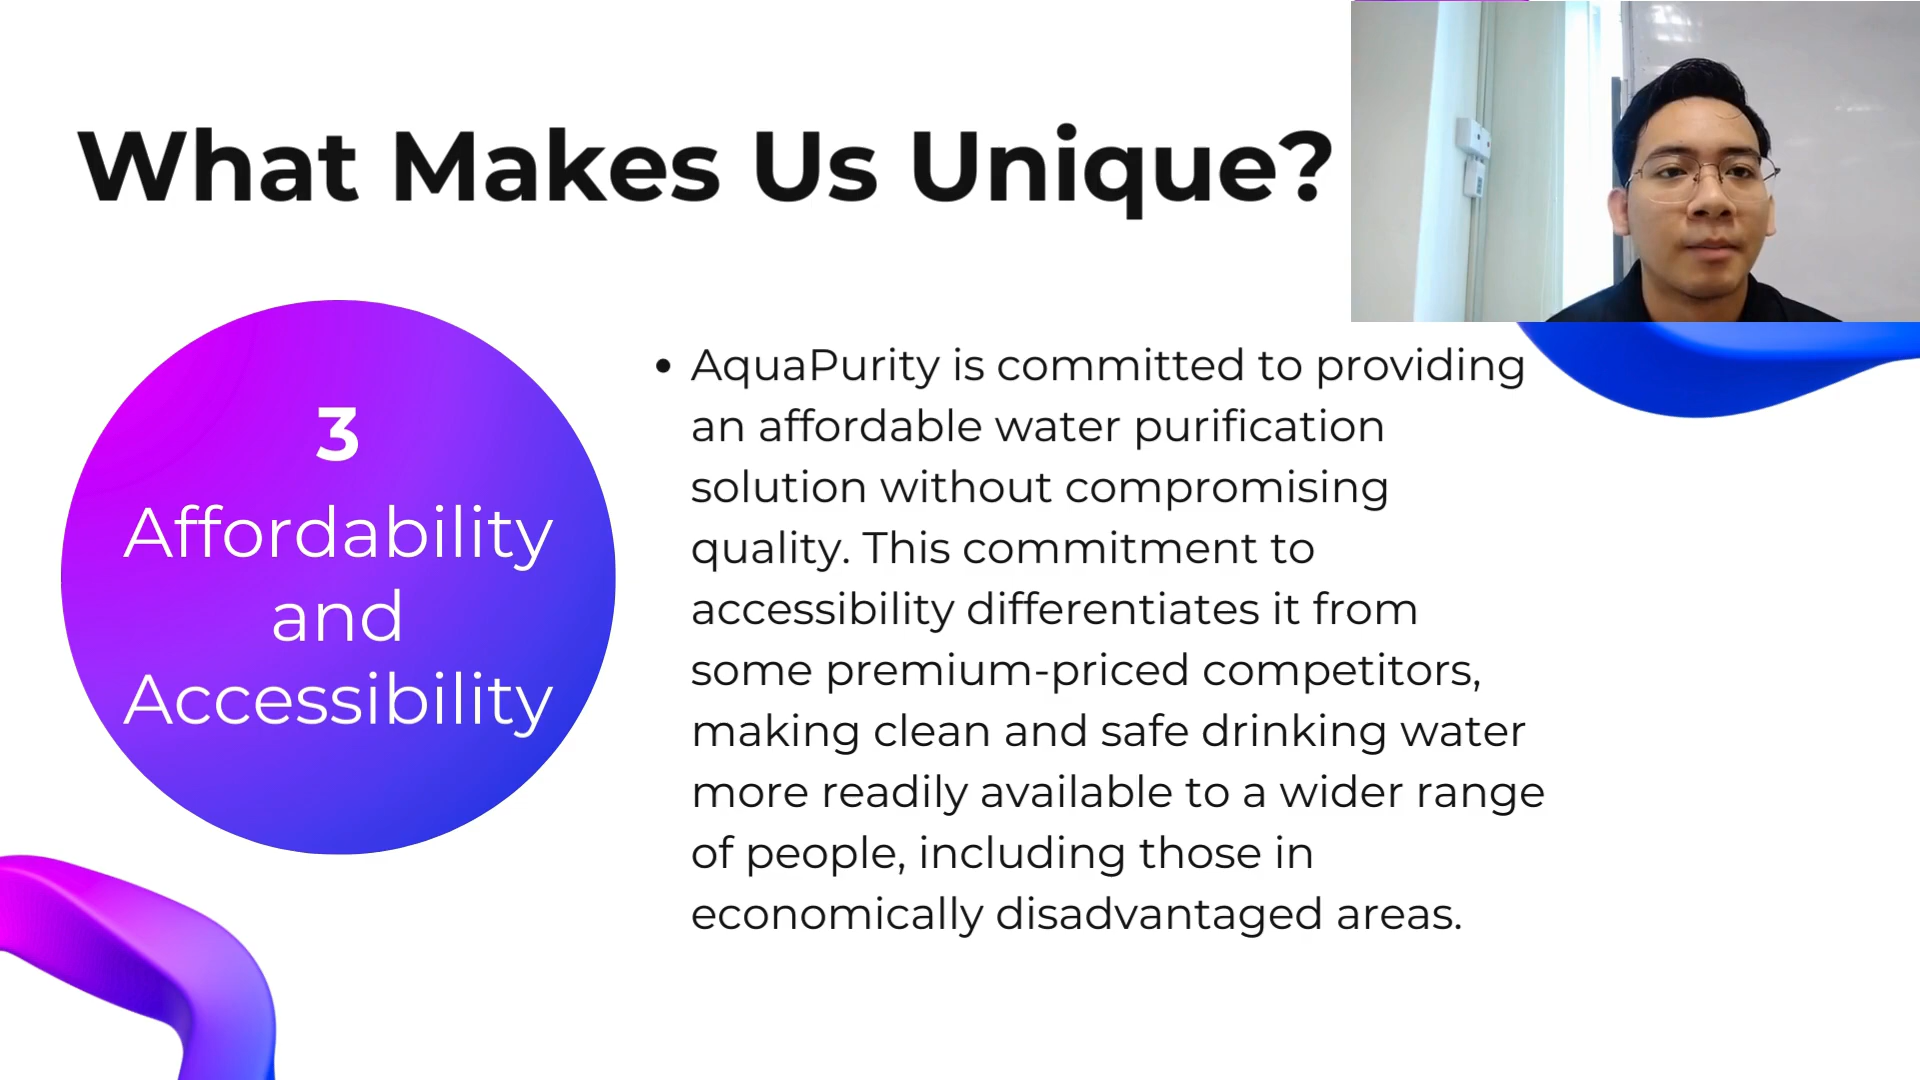 What Makes Us Unique?
3
Affordability
and
Accessibility
• AquaPurity is committed to providing
an affordable water purification
solution without compromising
quality. This commitment to
accessibility differentiates it from
some premium-priced competitors,
making clean and safe drinking water
more readily available to a wider range
of people, including those in
economically disadvantaged areas.